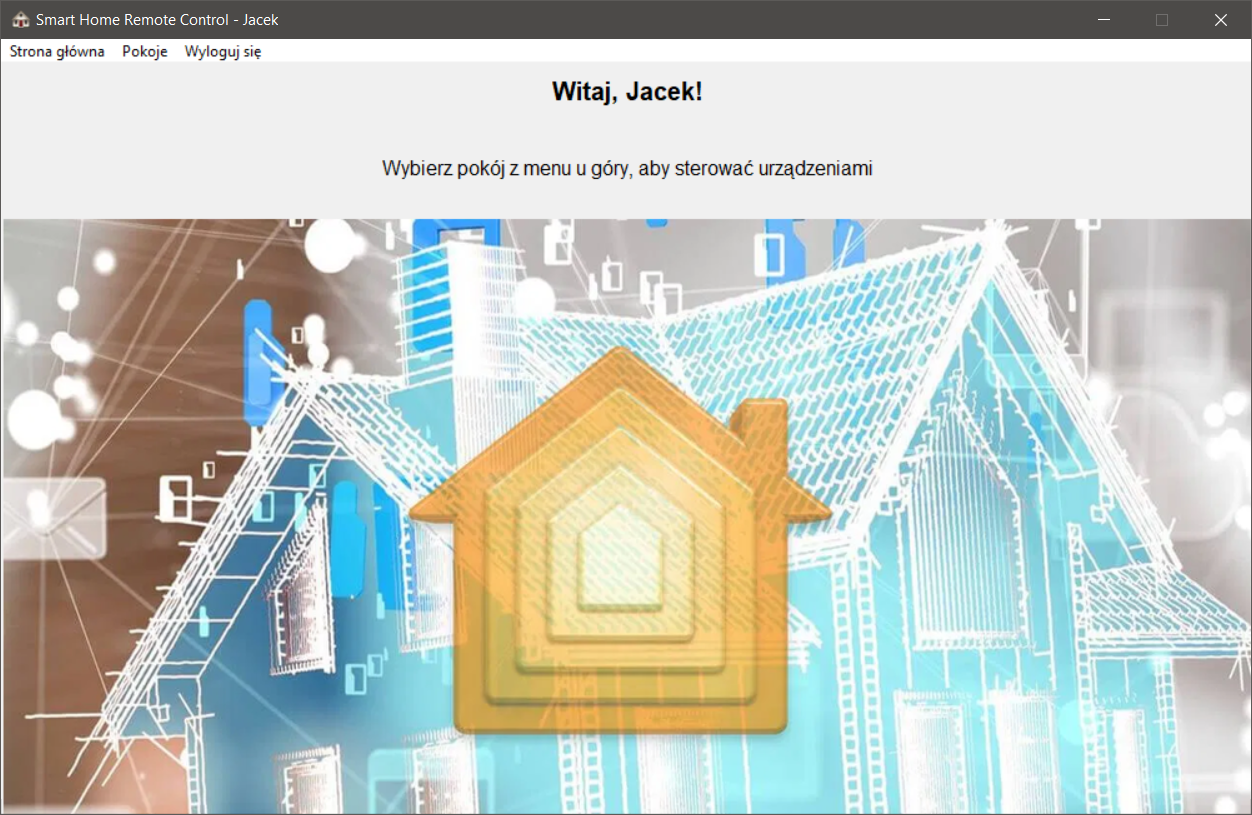 Smart Home Remote Control - Jacek
Strona główna Pokoje Wyloguj się
Witaj, Jacek!
Wybierz pokój z menu u góry, aby sterować urządzeniami